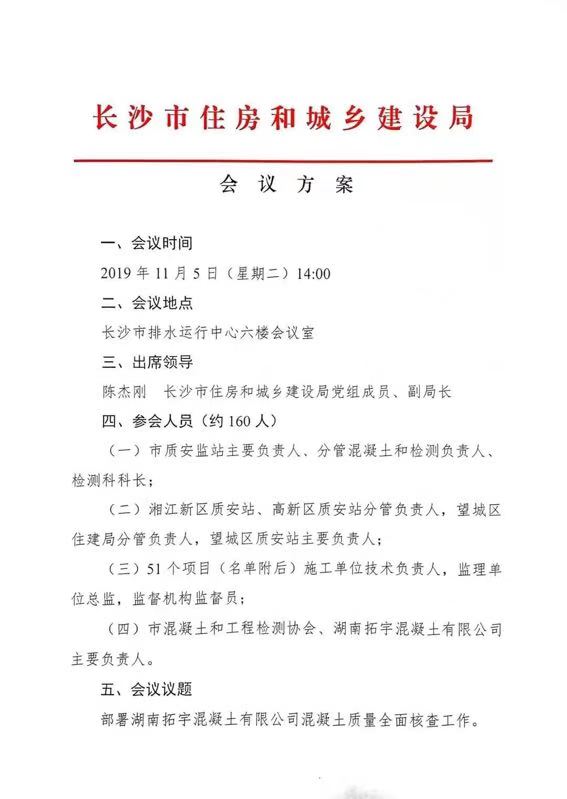 长沙市住房和城乡建设局
会议方案
一、会议时间
2019年11月5日（星期二）14:00
二、会议地点
长沙市排水运行中心六楼会议室
三、出席领导
陈杰刚　长沙市住房和城乡建设局党组成员、副局长
四、参会人员（约160人）
（一）市质安监站主要负责人、分管混凝土和检测负责人、
检测科科长；
（二）湘江新区质安站、高新区质安站分管负责人，望城区
住建局分管负责人，望城区质安站主要负责人；
（三）51个项目（名单附后）施工单位技术负责人，监理单
位总监，监督机构监督员；
（四）市混凝土和工程检测协会、湖南拓宇混凝土有限公司
主要负责人。
五、会议议题
部署湖南拓宇混凝土有限公司混凝土质量全面核查工作。